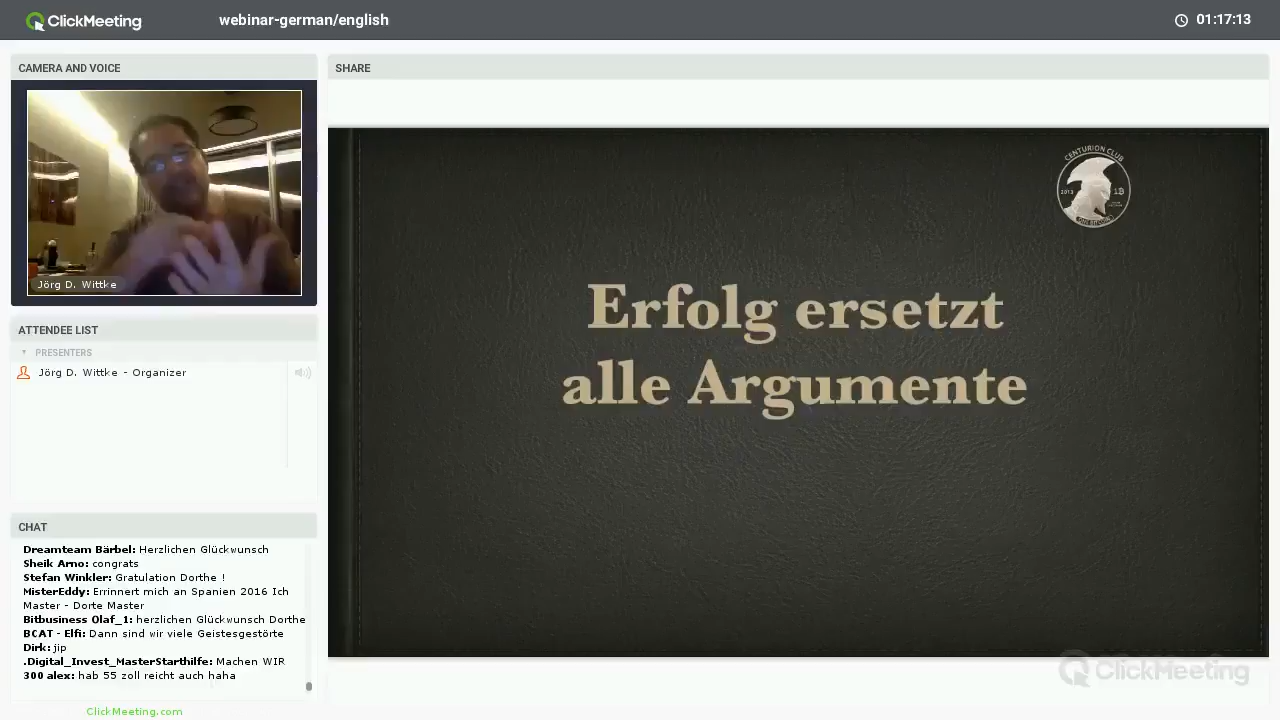 ClickMeeting
webinar-german/english
01:17:13
CAMERA AND VOICE
Jörg D. Wittke
ATTENDEE LIST
PRESENTERS
Jörg D. Wittke - Organizer
CHAT
Dreamteam Bärbel: Herzlichen Glückwunsch
Sheik Arno: congrats
Stefan Winkler: Gratulation Dorthe !
MisterEddy: Errinnert mich an Spanien 2016 Ich
Master - Dorte Master
Bitbusiness Olaf_1: herzlichen Glückwunsch Dorthe
BCAT - Elfi: Dann sind wir viele Geistesgestörte
Dirk: jip
.Digital_Invest_MasterStarthilfe: Machen WIR
300 alex: hab 55 zoll reicht auch haha
ClickMeeting.com
SHARE
CENTURION CLUB
2013
1₿
Erfolg ersetzt
alle Argumente
ClickMeeting